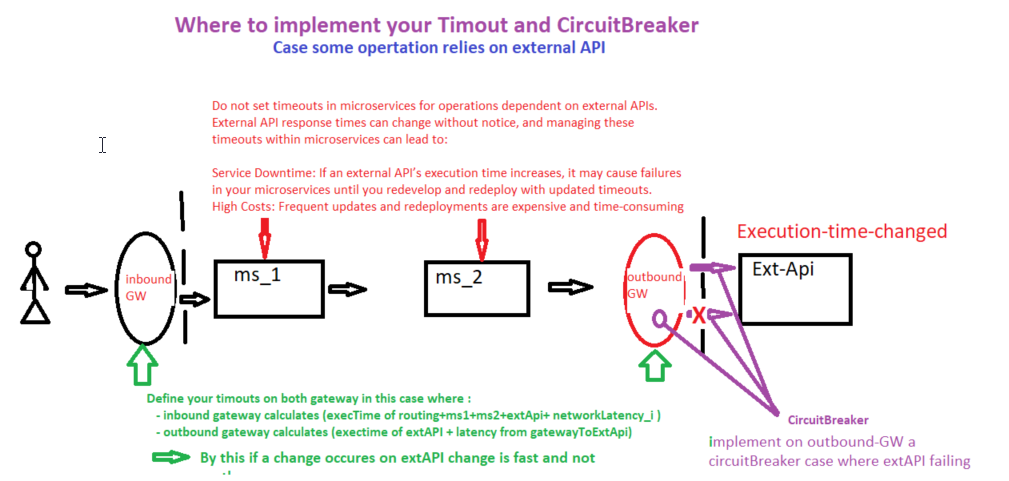 Where to implement your Timout and CircuitBreaker
Case some opertation relies on external API
Do not set timeouts in microservices for operations dependent on external APIs.
External API response times can change without notice, and managing these
timeouts within microservices can lead to:
Service Downtime: If an external API's execution time increases, it may cause failures
in your microservices until you redevelop and redeploy with updated timeouts.
High Costs: Frequent updates and redeployments are expensive and time-consuming
Execution-time-changed
inbound
GW
ms_1
ms_2
outbound
GW
Ext-Api
X
Define your timouts on both gateway in this case where :
- inbound gateway calculates (execTime of routing+ms1+ms2+extApi+ networkLatency_i )
- outbound gateway calculates (exectime of extAPI + latency from gatewayToExtApi)
By this if a change occures on extAPI change is fast and not
CircuitBreaker
implement on outbound-GW a
circuitBreaker case where extAPI failing